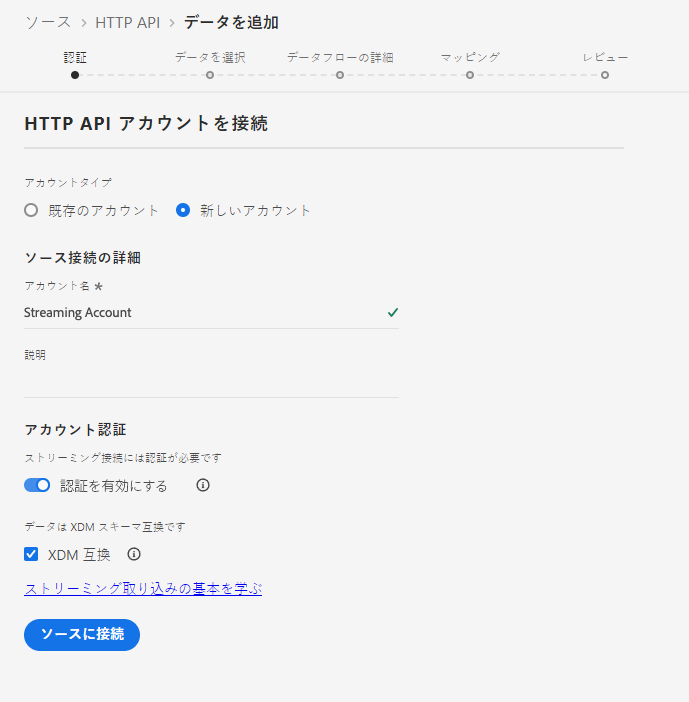 ソース > HTTP API > データを追加
認証 データを選択 データフローの詳細 マッピング レビュー
HTTP API アカウントを接続
アカウントタイプ
既存のアカウント 新しいアカウント
ソース接続の詳細
アカウント名 *
Streaming Account
説明
アカウント認証
ストリーミング接続には認証が必要です
認証を有効にする
データは XDM スキーマ互換です
XDM 互換
ストリーミング取り込みの基本を学ぶ
ソースに接続